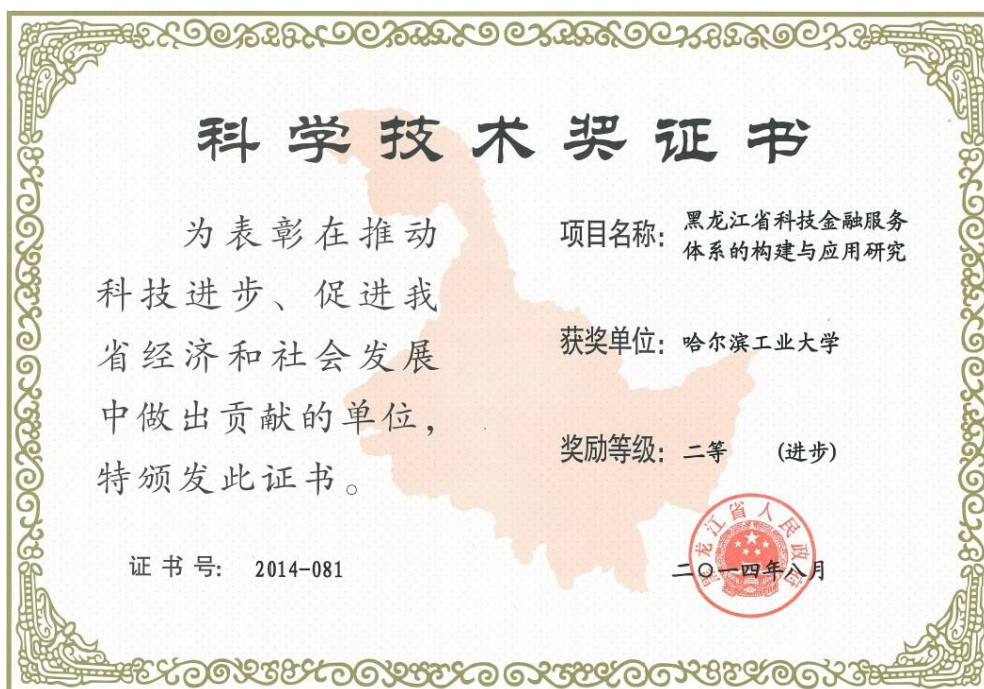 科学技术奖证书
为表彰在推动
科技进步、促进我
省经济和社会发展
中做出贡献的单位，
特颁发此证书。
证书号: 2014-081
项目名称: 黑龙江省科技金融服务
体系的构建与应用研究
获奖单位: 哈尔滨工业大学
奖励等级: 二等 (进步)
黑龙江省人民政府
二〇一四年八月